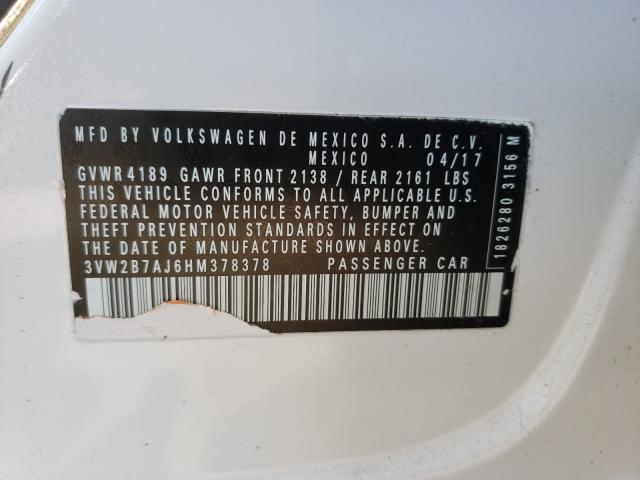 MFD BY VOLKSWAGEN DE MEXICO S.A. DE C.V.
MEXICO 04/17
GVWR 4189 GAWR FRONT 2138 / REAR 2161 LBS
THIS VEHICLE CONFORMS TO ALL APPLICABLE U.S.
FEDERAL MOTOR VEHICLE SAFETY, BUMPER AND
THEFT PREVENTION STANDARDS IN EFFECT ON
THE DATE OF MANUFACTURE SHOWN ABOVE.
3VW2B7AJ6HM378378 PASSENGER CAR
1826280 3156 M